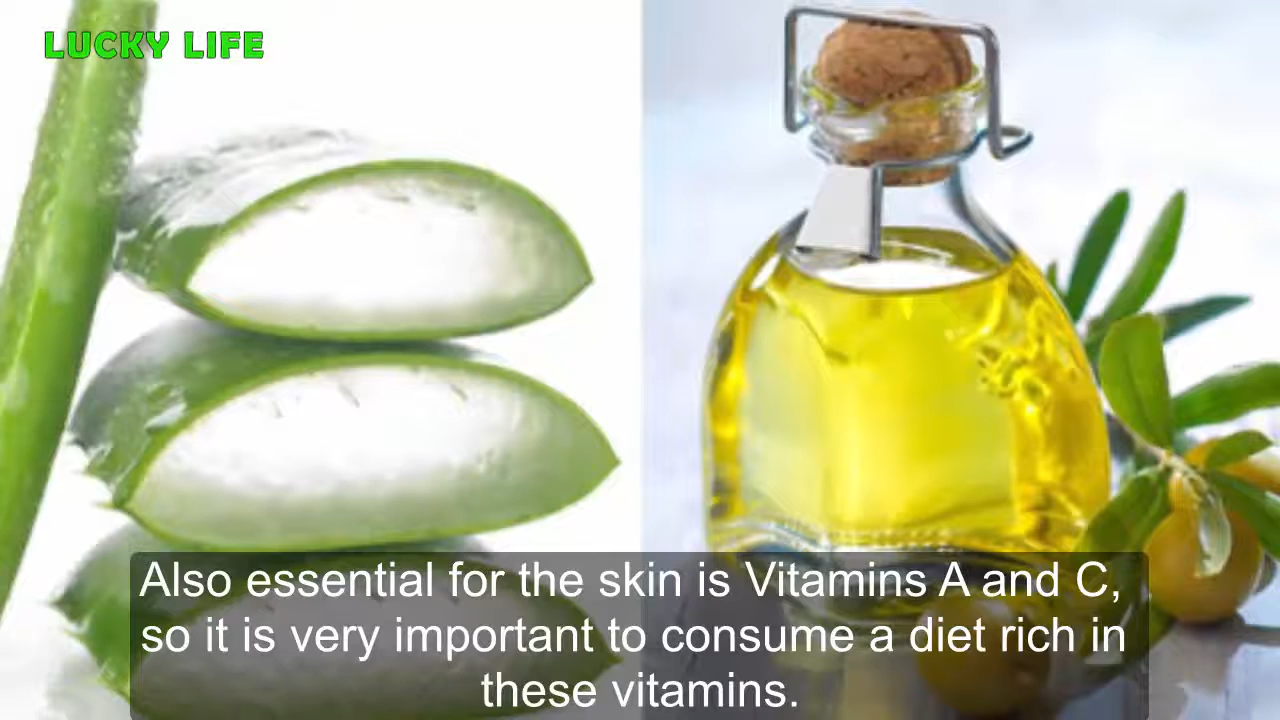 LUCKY LIFE
Also essential for the skin is Vitamins A and C,
so it is very important to consume a diet rich in
these vitamins.